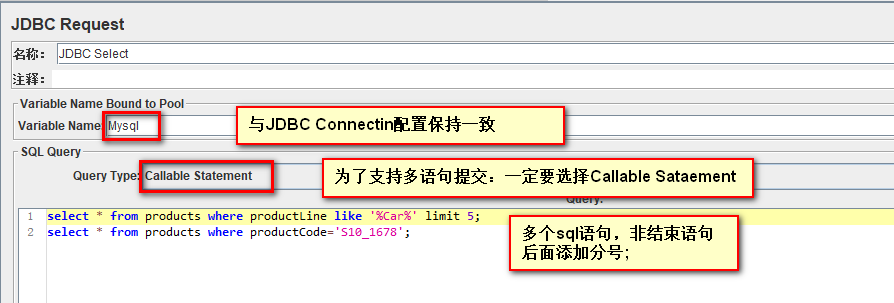 JDBC Request
名称： JDBC Select
注释：
Variable Name Bound to Pool
Variable Name: Mysql
与JDBC Connectin配置保持一致
SQL Query
Query Type: Callable Statement
为了支持多语句提交：一定要选择Callable Sataement
Query:
1 select * from products where productLine like '%Car%' limit 5;
2 select * from products where productCode='S10_1678';
多个sql语句，非结束语句
后面添加分号;